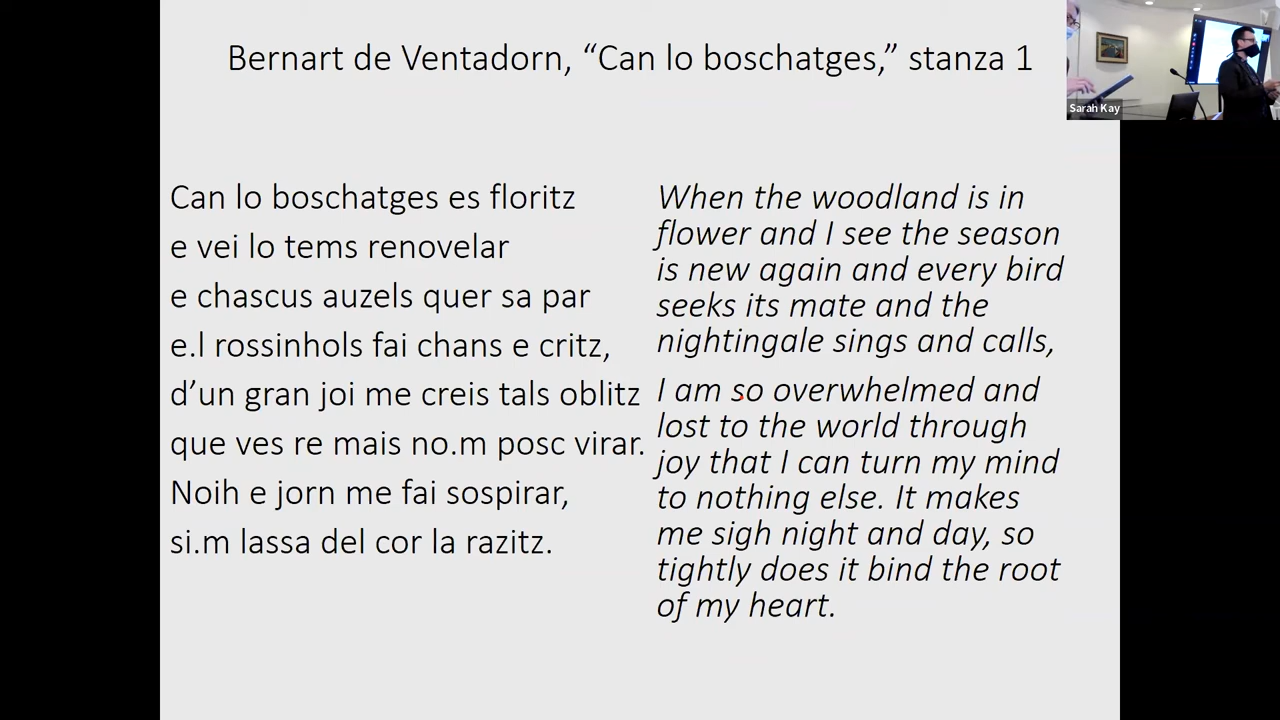 Bernart de Ventadorn, “Can lo boschatges,” stanza 1
Sarah Kay
Can lo boschatges es floritz
e vei lo tems renovelar
e chascus auzels quer sa par
e.l rossinhols fai chans e critz,
d’un gran joi me creis tals oblitz
que ves re mais no.m posc virar.
Noih e jorn me fai sospirar,
si.m lassa del cor la razitz.
When the woodland is in
flower and I see the season
is new again and every bird
seeks its mate and the
nightingale sings and calls,
I am so overwhelmed and
lost to the world through
joy that I can turn my mind
to nothing else. It makes
me sigh night and day, so
tightly does it bind the root
of my heart.